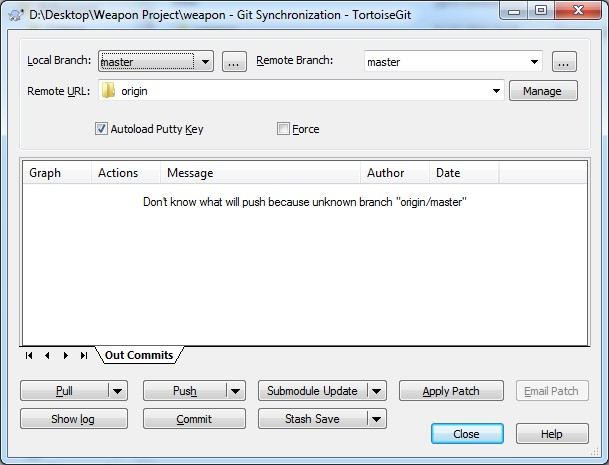 D:\Desktop\Weapon Project\weapon - Git Synchronization - TortoiseGit
Local Branch: master ... Remote Branch: master ...
Remote URL: origin Manage
Autoload Putty Key Force
Graph Actions Message Author Date
Don't know what will push because unknown branch "origin/master"
Out Commits
Pull Push Submodule Update Apply Patch Email Patch
Show log Commit Stash Save
Close Help